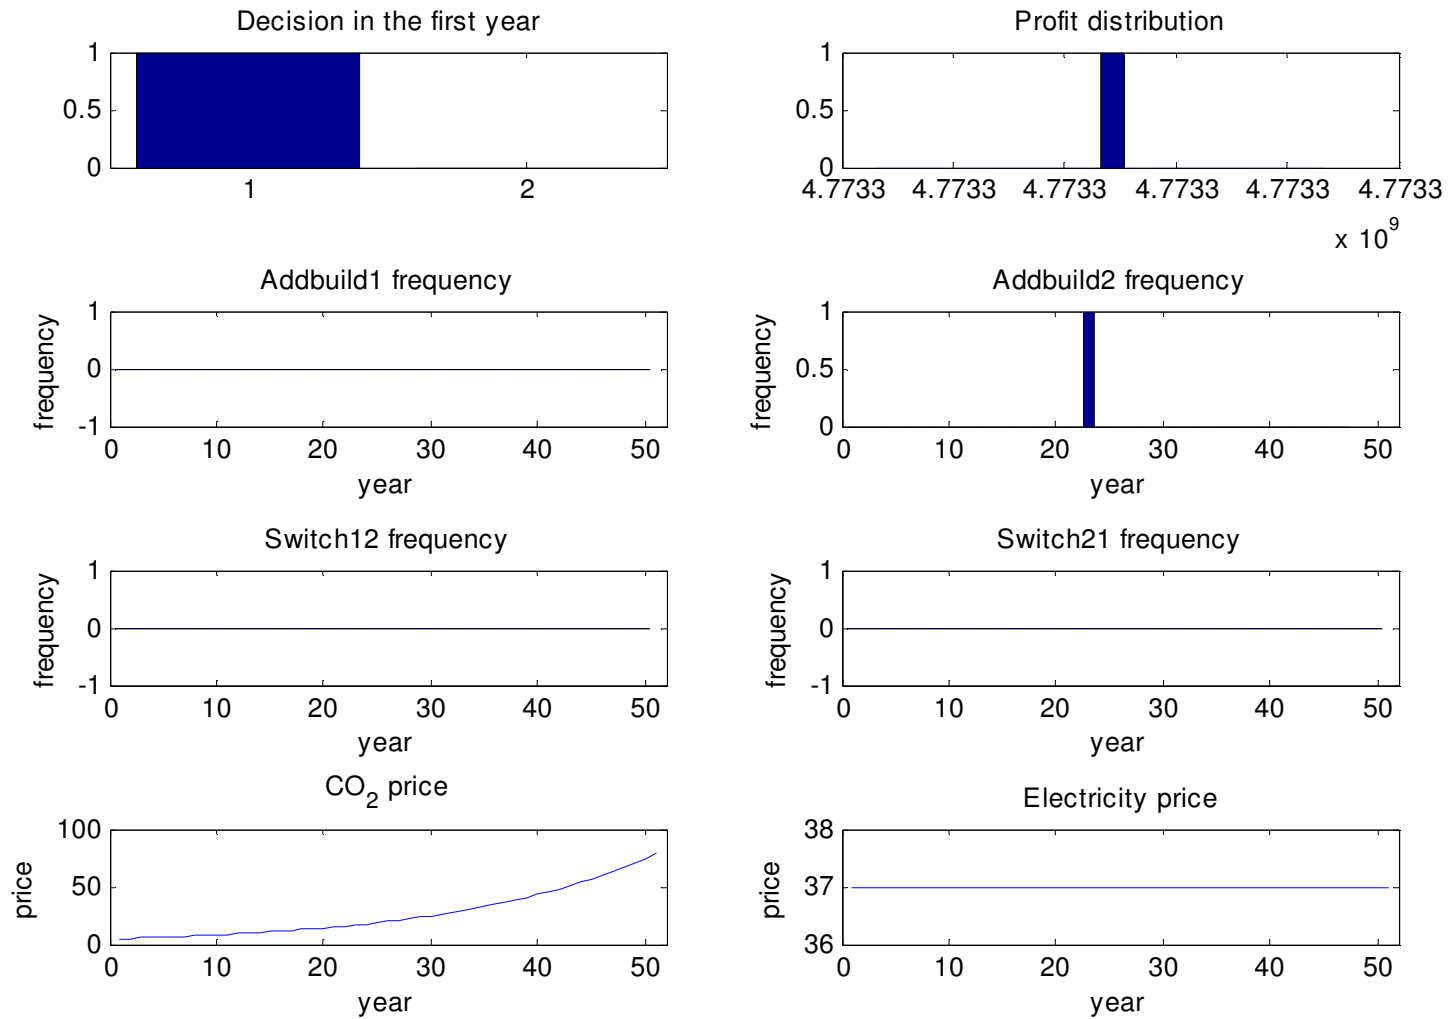 Decision in the first year
1
0.5
0
1 2
Profit distribution
1
0.5
0
4.7733 4.7733 4.7733 4.7733 4.7733 4.7733
x 10^9
Addbuild1 frequency
frequency
1
0
-1
0 10 20 30 40 50
year
Addbuild2 frequency
frequency
1
0.5
0
0 10 20 30 40 50
year
Switch12 frequency
frequency
1
0
-1
0 10 20 30 40 50
year
Switch21 frequency
frequency
1
0
-1
0 10 20 30 40 50
year
CO2 price
price
100
50
0
0 10 20 30 40 50
year
Electricity price
price
38
37
36
0 10 20 30 40 50
year